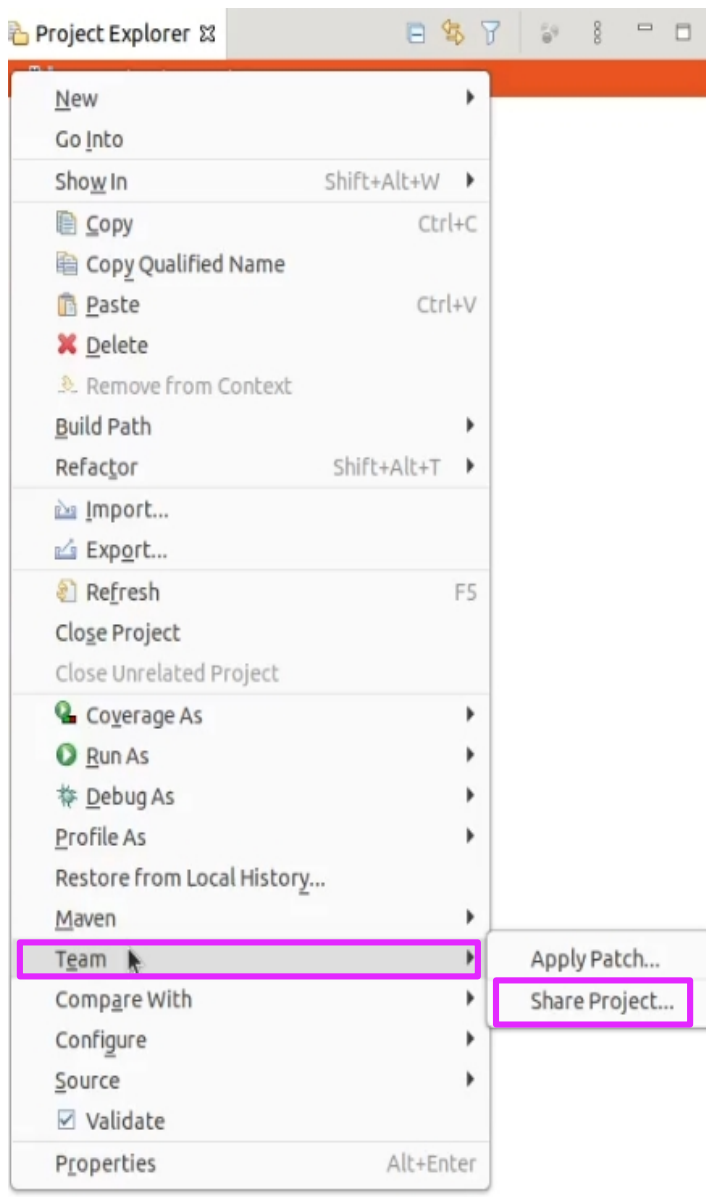 Project Explorer
New
Go Into
Show In Shift+Alt+W
Copy Ctrl+C
Copy Qualified Name
Paste Ctrl+V
Delete
Remove from Context
Build Path
Refactor Shift+Alt+T
Import...
Export...
Refresh F5
Close Project
Close Unrelated Project
Coverage As
Run As
Debug As
Profile As
Restore from Local History...
Maven
Team
Apply Patch...
Compare With
Share Project...
Configure
Source
Validate
Properties Alt+Enter